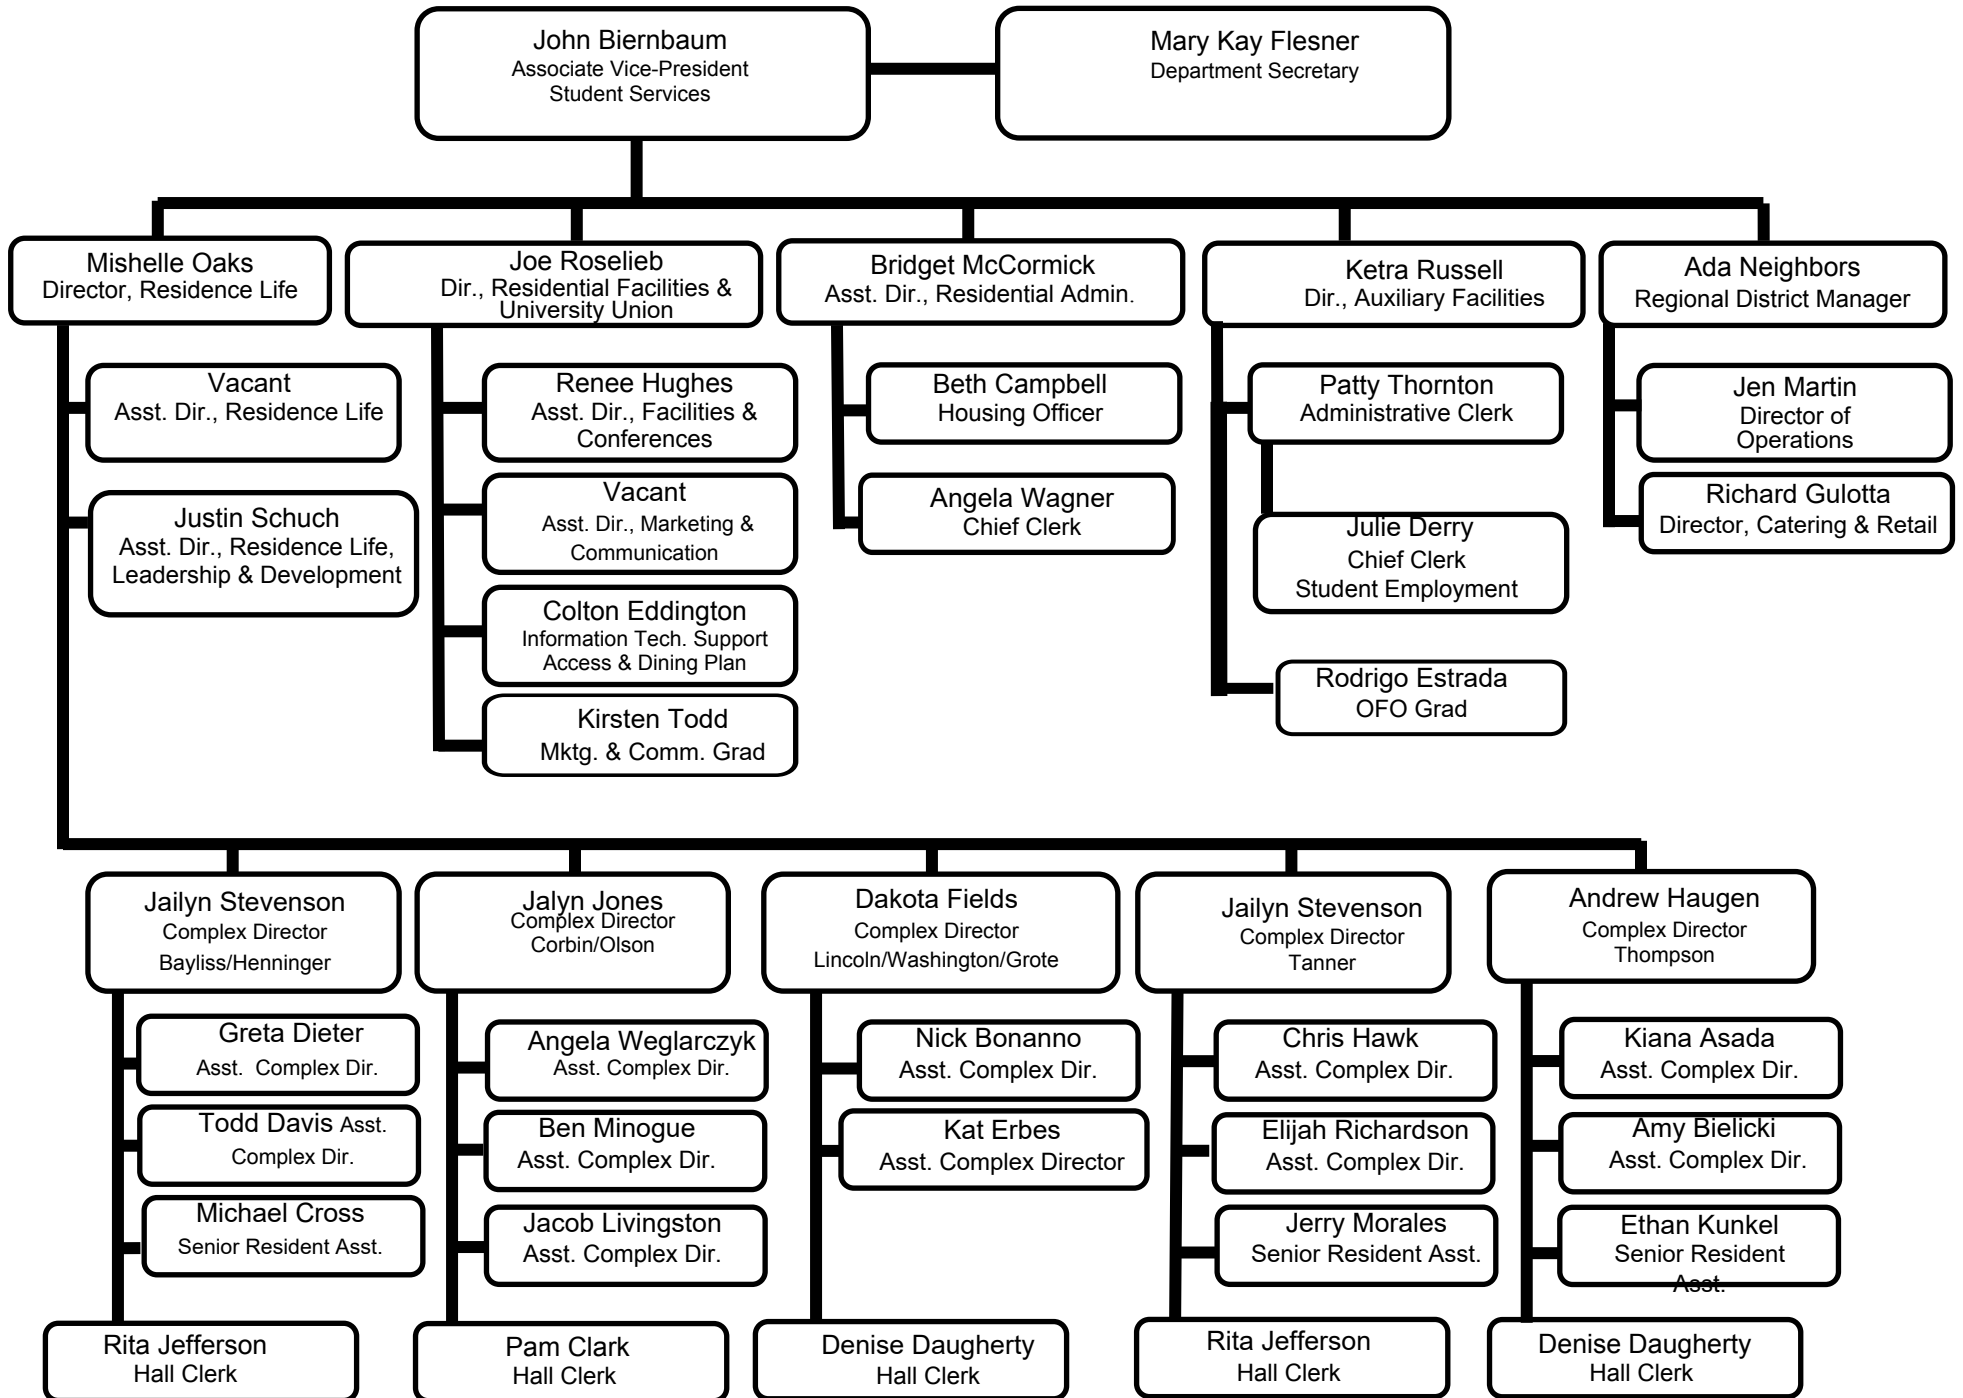 John Biernbaum
Associate Vice-President
Student Services
Mary Kay Flesner
Department Secretary
Mishelle Oaks
Director, Residence Life
Joe Roselieb
Dir., Residential Facilities &
University Union
Bridget McCormick
Asst. Dir., Residential Admin.
Ketra Russell
Dir., Auxiliary Facilities
Ada Neighbors
Regional District Manager
Vacant
Asst. Dir., Residence Life
Justin Schuch
Asst. Dir., Residence Life,
Leadership & Development
Renee Hughes
Asst. Dir., Facilities &
Conferences
Vacant
Asst. Dir., Marketing &
Communication
Colton Eddington
Information Tech. Support
Access & Dining Plan
Kirsten Todd
Mktg. & Comm. Grad
Beth Campbell
Housing Officer
Angela Wagner
Chief Clerk
Patty Thornton
Administrative Clerk
Julie Derry
Chief Clerk
Student Employment
Rodrigo Estrada
OFO Grad
Jen Martin
Director of
Operations
Richard Gulotta
Director, Catering & Retail
Jailyn Stevenson
Complex Director
Bayliss/Henninger
Greta Dieter
Asst. Complex Dir.
Todd Davis Asst.
Complex Dir.
Michael Cross
Senior Resident Asst.
Rita Jefferson
Hall Clerk
Jalyn Jones
Complex Director
Corbin/Olson
Angela Weglarczyk
Asst. Complex Dir.
Ben Minogue
Asst. Complex Dir.
Jacob Livingston
Asst. Complex Dir.
Pam Clark
Hall Clerk
Dakota Fields
Complex Director
Lincoln/Washington/Grote
Nick Bonanno
Asst. Complex Dir.
Kat Erbes
Asst. Complex Director
Denise Daugherty
Hall Clerk
Jailyn Stevenson
Complex Director
Tanner
Chris Hawk
Asst. Complex Dir.
Elijah Richardson
Asst. Complex Dir.
Jerry Morales
Senior Resident Asst.
Rita Jefferson
Hall Clerk
Andrew Haugen
Complex Director
Thompson
Kiana Asada
Asst. Complex Dir.
Amy Bielicki
Asst. Complex Dir.
Ethan Kunkel
Senior Resident
Asst.
Denise Daugherty
Hall Clerk